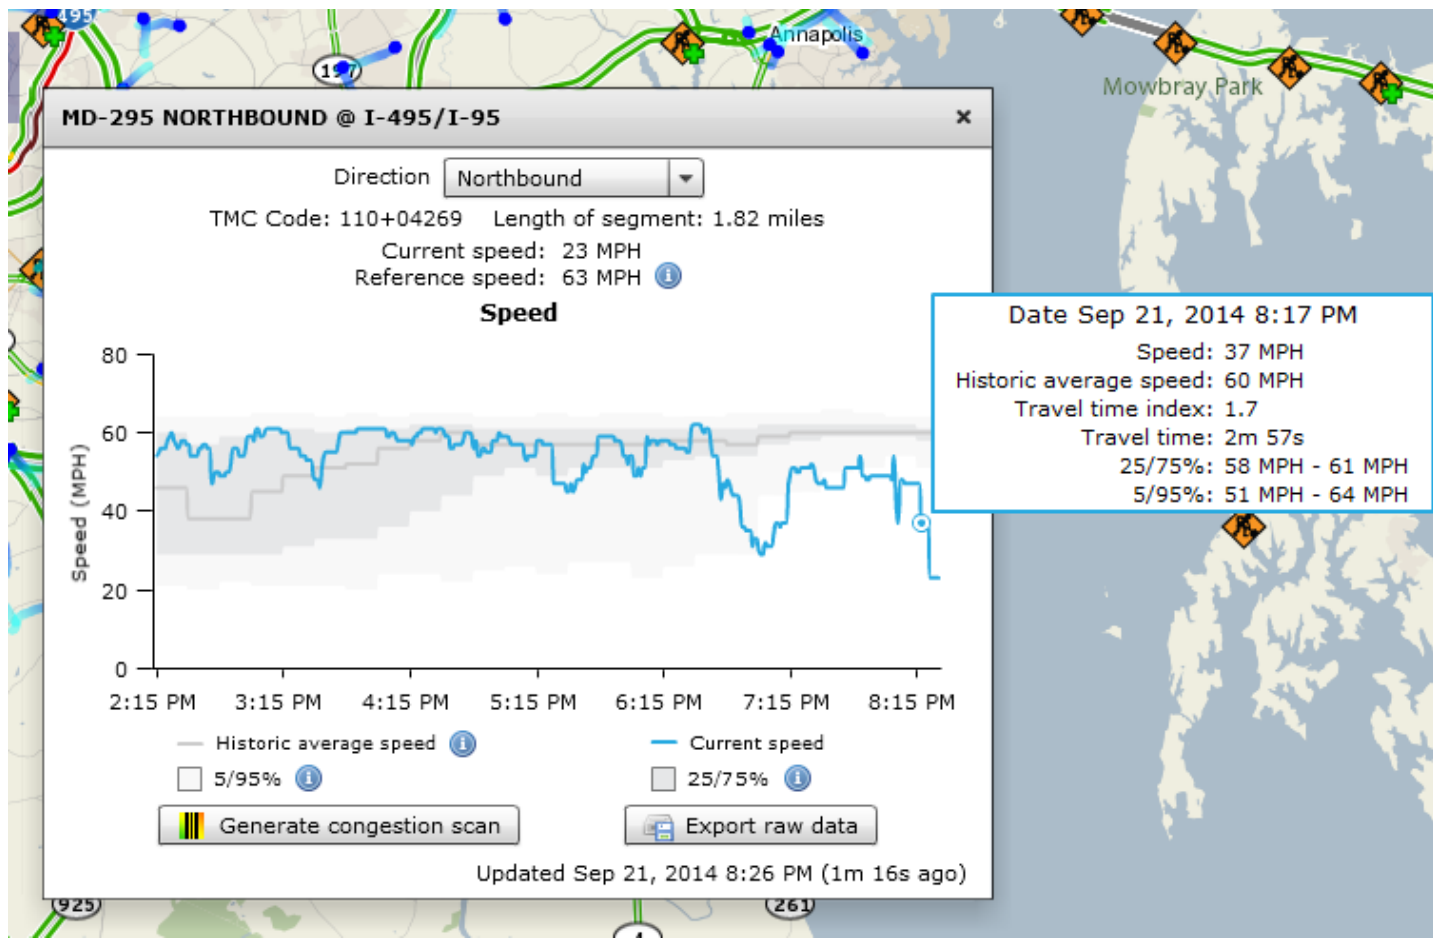 495
Annapolis
197
Mowbray Park
MD-295 NORTHBOUND @ I-495/I-95
Direction Northbound
TMC Code: 110+04269 Length of segment: 1.82 miles
Current speed: 23 MPH
Reference speed: 63 MPH
Speed
Date Sep 21, 2014 8:17 PM
Speed: 37 MPH
Historic average speed: 60 MPH
Travel time index: 1.7
Travel time: 2m 57s
25/75%: 58 MPH - 61 MPH
5/95%: 51 MPH - 64 MPH
Speed (MPH)
80
60
40
20
0
2:15 PM 3:15 PM 4:15 PM 5:15 PM 6:15 PM 7:15 PM 8:15 PM
Historic average speed Current speed
5/95% 25/75%
Generate congestion scan Export raw data
Updated Sep 21, 2014 8:26 PM (1m 16s ago)
925
261
4